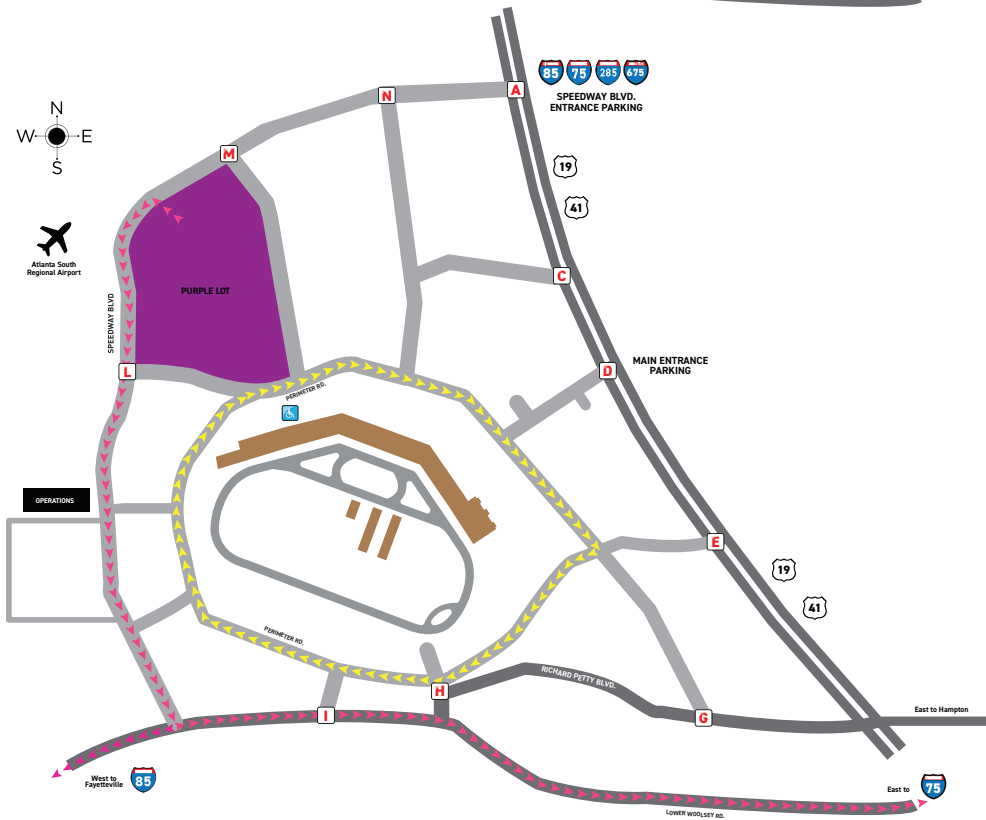 N
W
E
S
85
75
285
675
SPEEDWAY BLVD.
ENTRANCE PARKING
A
N
M
19
41
Atlanta South
Regional Airport
C
PURPLE LOT
SPEEDWAY BLVD
L
MAIN ENTRANCE
PARKING
D
PERIMETER RD.
OPERATIONS
E
19
41
PERIMETER RD.
RICHARD PETTY BLVD.
H
I
G
East to Hampton
West to
Fayetteville
85
East to
75
LOWER WOOLSEY RD.